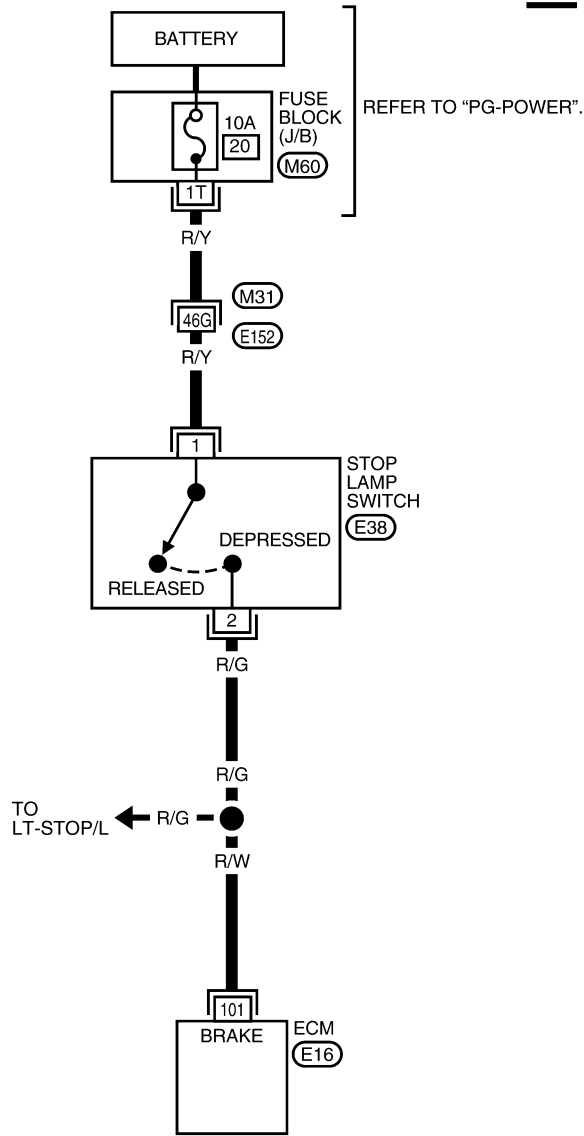 BATTERY
FUSE
BLOCK
(J/B)
REFER TO “PG-POWER”.
10A
20
M60
1T
R/Y
M31
46G
E152
R/Y
1
STOP
LAMP
SWITCH
E38
DEPRESSED
RELEASED
2
R/G
R/G
TO
LT-STOP/L
R/G
R/W
101
BRAKE
ECM
E16